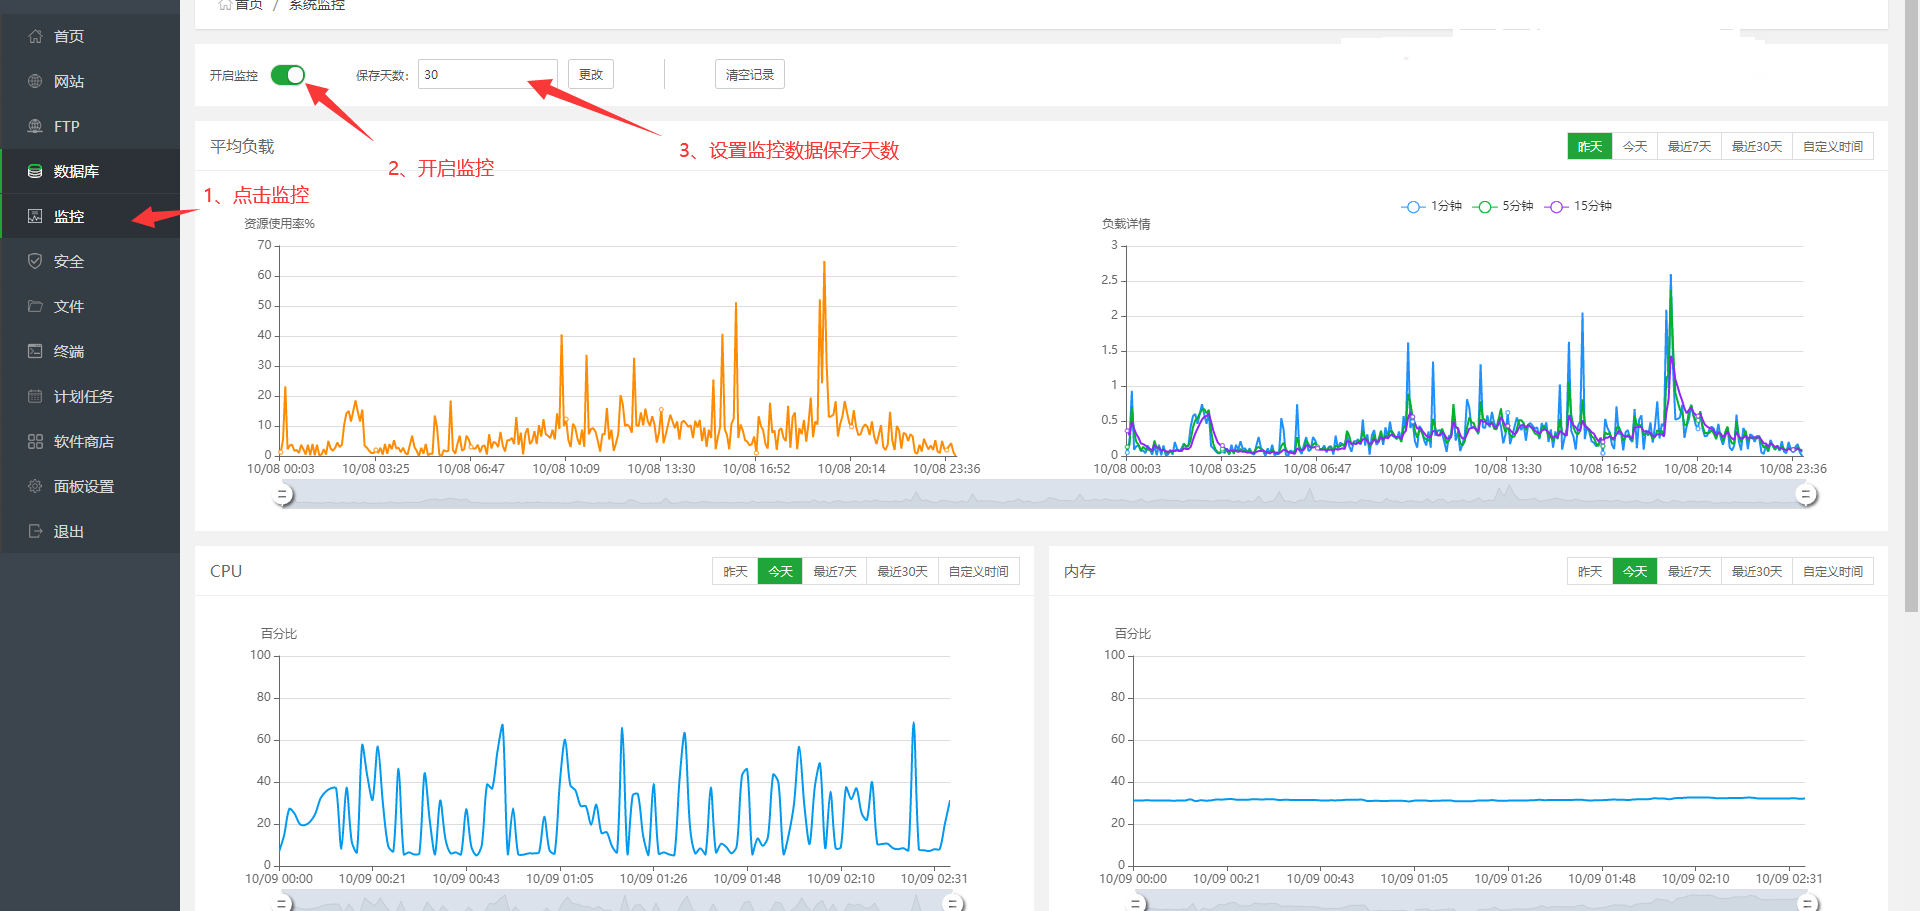 首页 / 系统监控
首页
网站
FTP
数据库
监控
安全
文件
终端
计划任务
软件商店
面板设置
退出
开启监控 保存天数: 30 更改 清空记录
1、点击监控
2、开启监控
3、设置监控数据保存天数
平均负载 昨天 今天 最近7天 最近30天 自定义时间
资源使用率%
70
60
50
40
30
20
10
0
10/08 00:03 10/08 03:25 10/08 06:47 10/08 10:09 10/08 13:30 10/08 16:52 10/08 20:14 10/08 23:36
1分钟 5分钟 15分钟
负载详情
3
2.5
2
1.5
1
0.5
0
10/08 00:03 10/08 03:25 10/08 06:47 10/08 10:09 10/08 13:30 10/08 16:52 10/08 20:14 10/08 23:36
CPU 昨天 今天 最近7天 最近30天 自定义时间
百分比
100
80
60
40
20
0
10/09 00:00 10/09 00:21 10/09 00:43 10/09 01:05 10/09 01:26 10/09 01:48 10/09 02:10 10/09 02:31
内存 昨天 今天 最近7天 最近30天 自定义时间
百分比
100
80
60
40
20
0
10/09 00:00 10/09 00:21 10/09 00:43 10/09 01:05 10/09 01:26 10/09 01:48 10/09 02:10 10/09 02:31